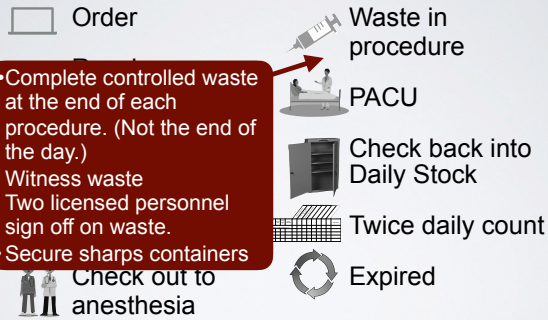 Order
•Complete controlled waste
at the end of each
procedure. (Not the end of
the day.)
Witness waste
Two licensed personnel
sign off on waste.
•Secure sharps containers
Check out to
anesthesia
Waste in
procedure
PACU
Check back into
Daily Stock
Twice daily count
Expired